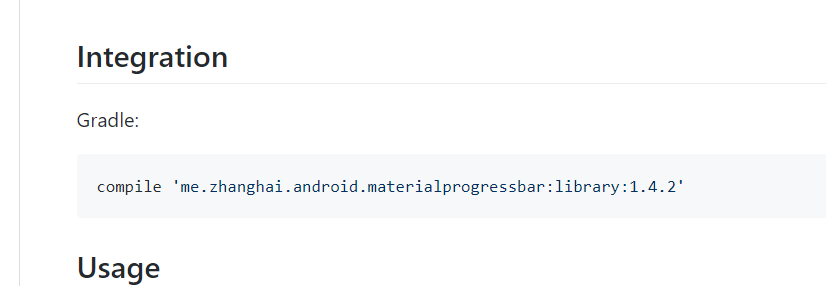 Integration
Gradle:
compile 'me.zhanghai.android.materialprogressbar:library:1.4.2'
Usage